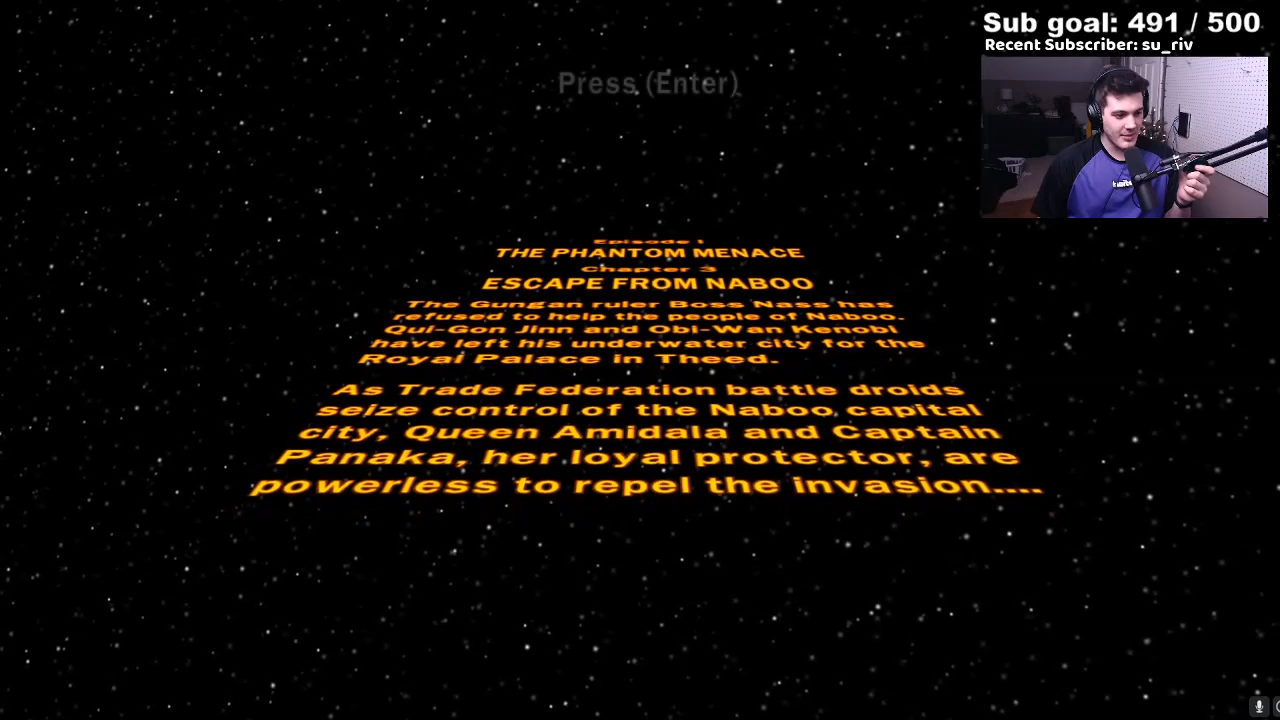 Sub goal: 491 / 500
Recent Subscriber: su_riv
Press (Enter)
Episode I
THE PHANTOM MENACE
Chapter 3
ESCAPE FROM NABOO
The Gungan ruler Boss Nass has
refused to help the people of Naboo.
Qui-Gon Jinn and Obi-Wan Kenobi
have left his underwater city for the
Royal Palace in Theed.
As Trade Federation battle droids
seize control of the Naboo capital
city, Queen Amidala and Captain
Panaka, her loyal protector, are
powerless to repel the invasion....